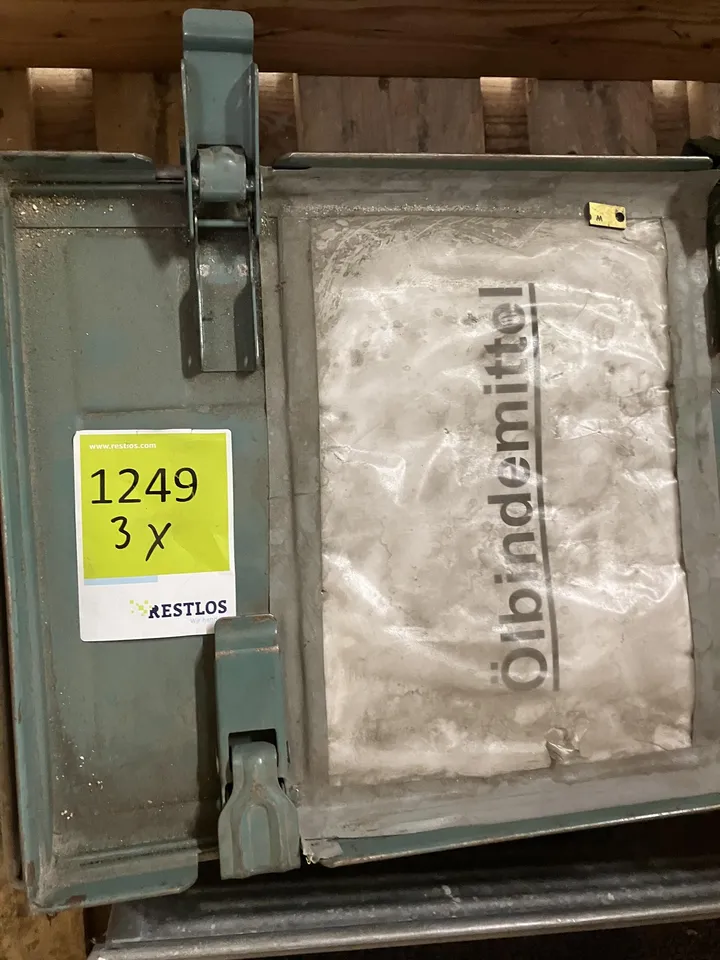 www.restlos.com
1249
3 x
RESTLOS
Ölbindemittel
W